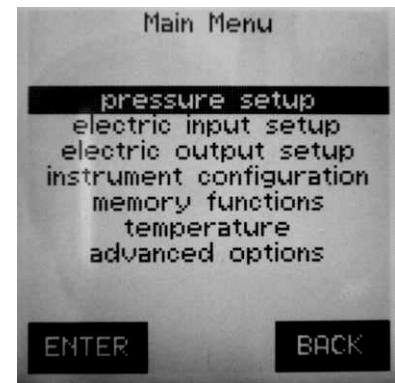 Main Menu
pressure setup
electric input setup
electric output setup
instrument configuration
memory functions
temperature
advanced options
ENTER
BACK